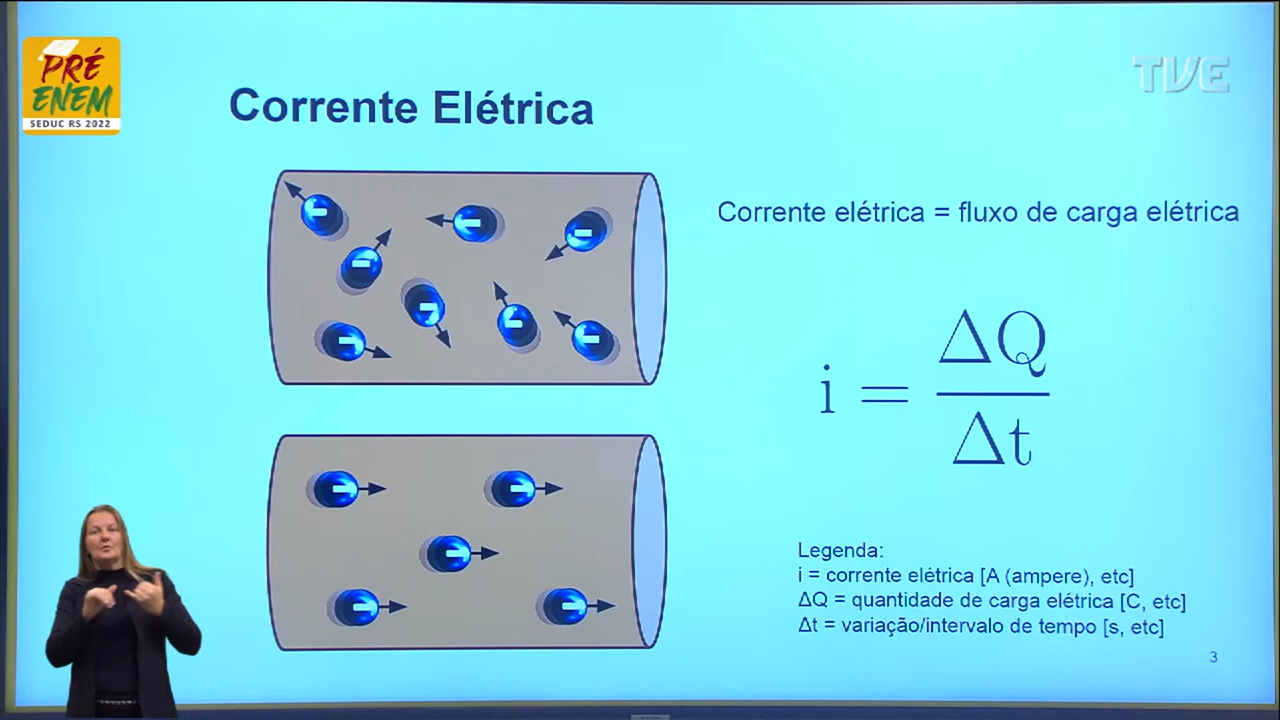 PRÉ
ENEM
SEDUC RS 2022
TVE
Corrente Elétrica
Corrente elétrica = fluxo de carga elétrica
i = ΔQ
Δt
Legenda:
i = corrente elétrica [A (ampere), etc]
ΔQ = quantidade de carga elétrica [C, etc]
Δt = variação/intervalo de tempo [s, etc]
3